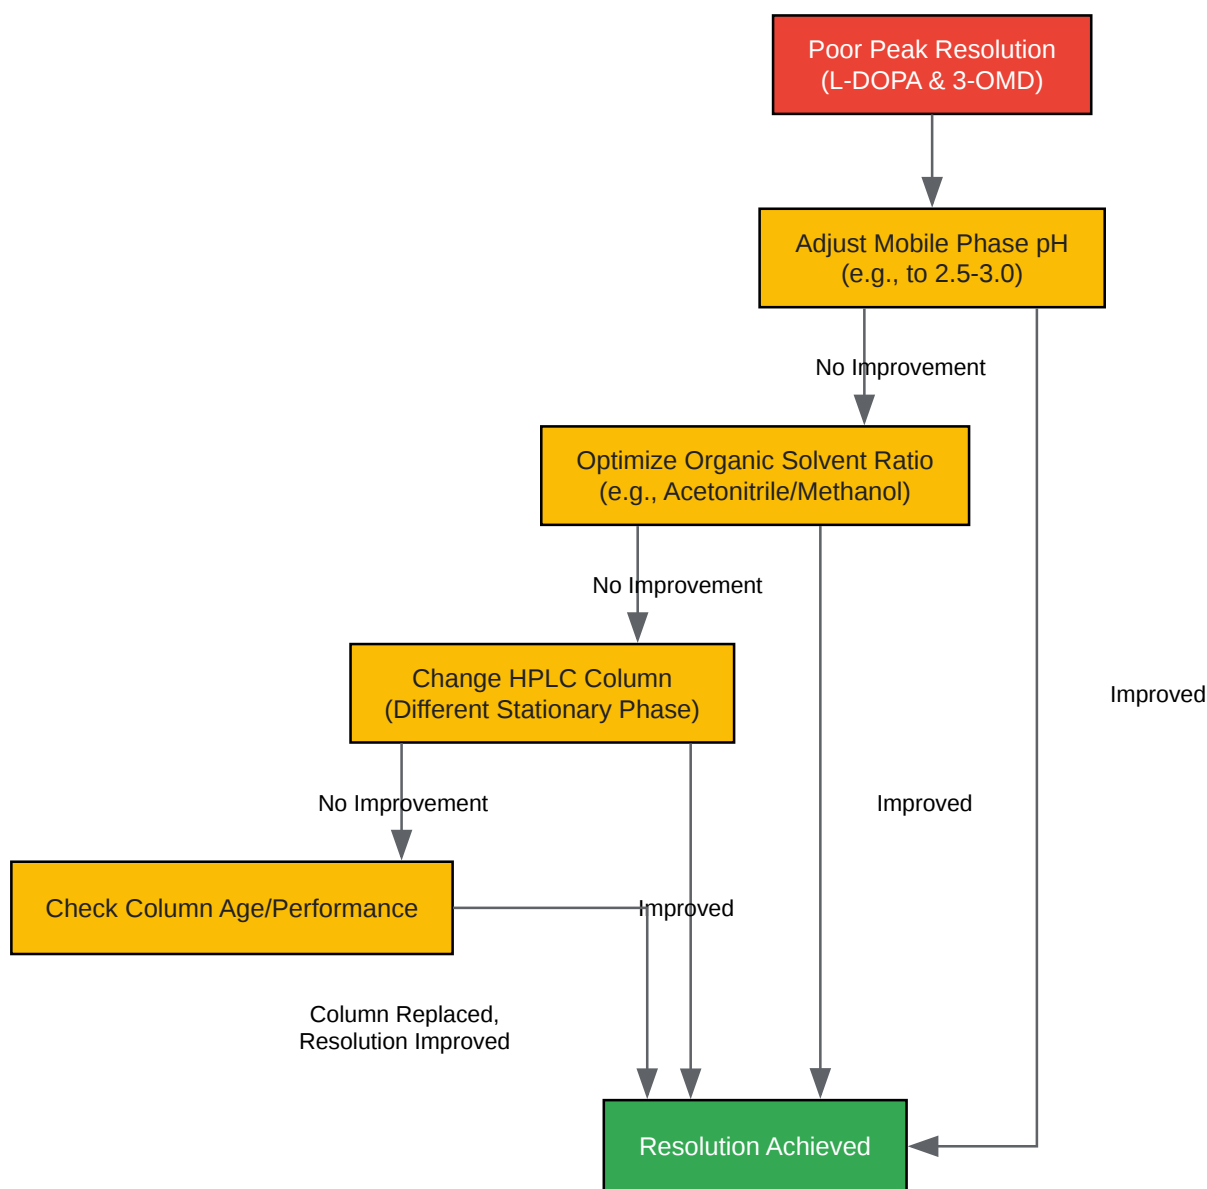 Poor Peak Resolution
(L-DOPA & 3-OMD)
Adjust Mobile Phase pH
(e.g., to 2.5-3.0)
No Improvement
Optimize Organic Solvent Ratio
(e.g., Acetonitrile/Methanol)
No Improvement
Change HPLC Column
(Different Stationary Phase)
Improved
No Improvement
Improved
Check Column Age/Performance
Improved
Column Replaced,
Resolution Improved
Resolution Achieved